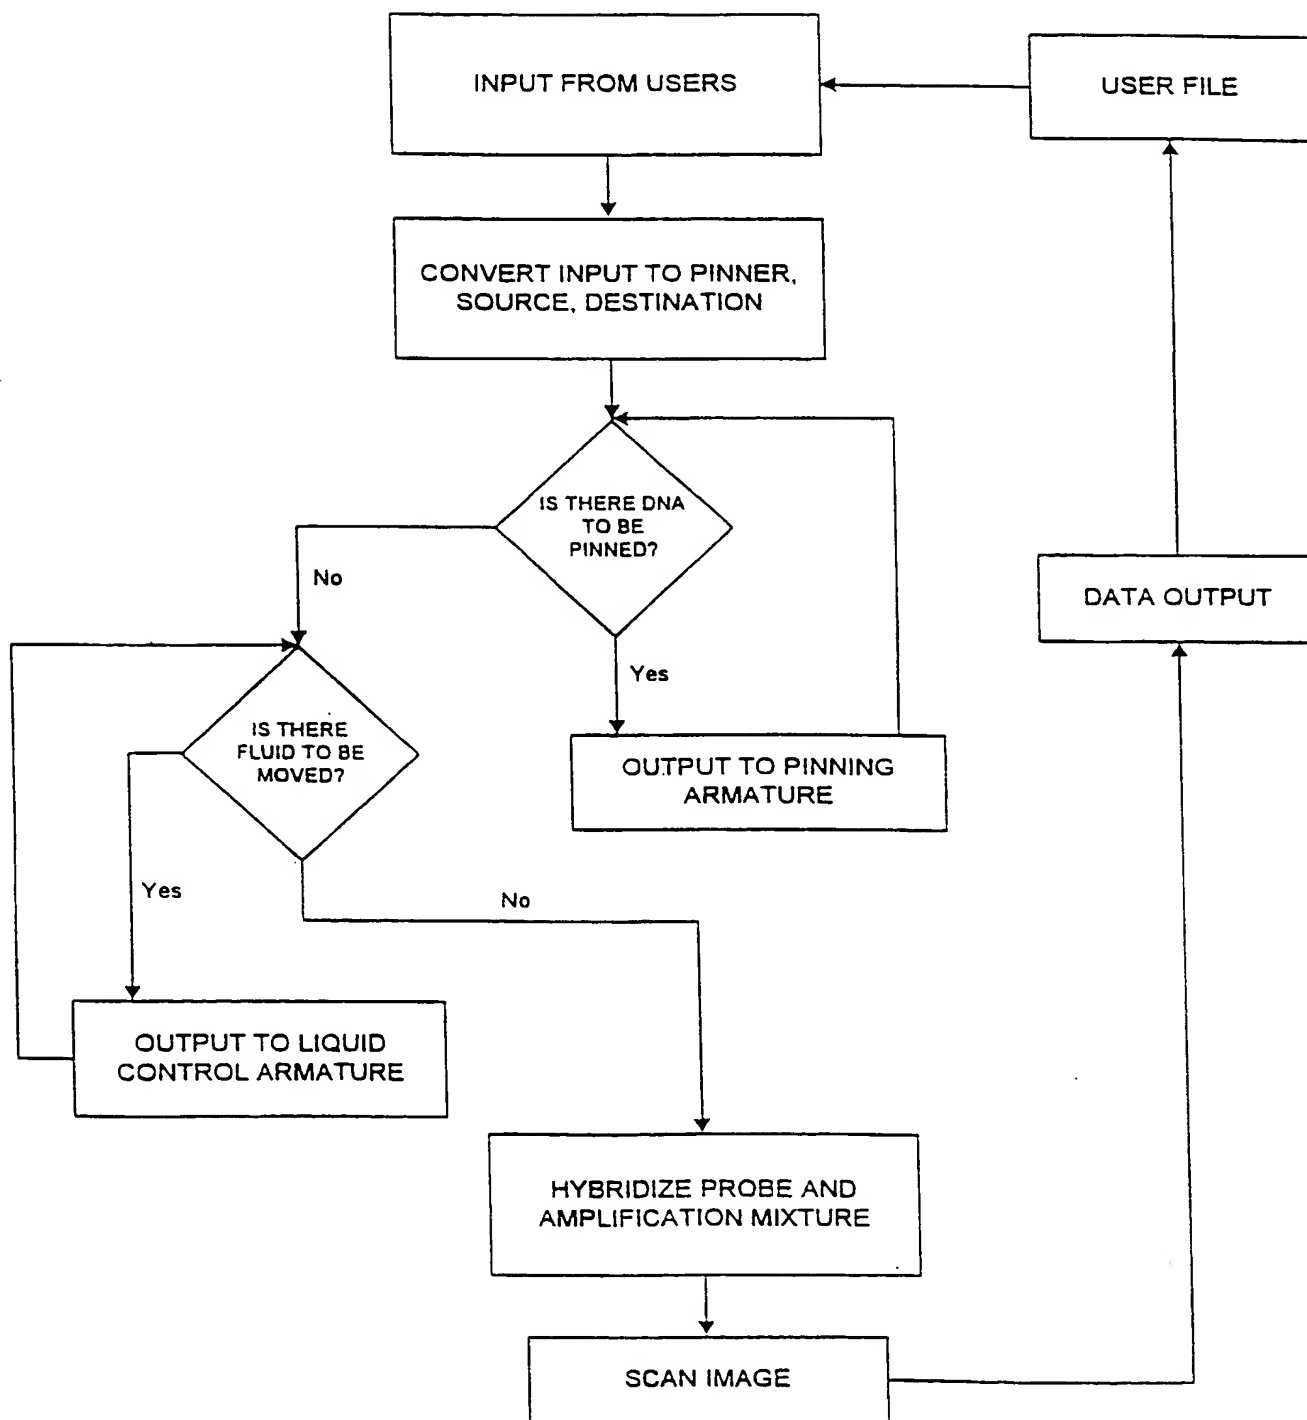 INPUT FROM USERS
USER FILE
CONVERT INPUT TO PINNER,
SOURCE, DESTINATION
IS THERE DNA
TO BE
PINNED?
No
Yes
DATA OUTPUT
IS THERE
FLUID TO BE
MOVED?
OUTPUT TO PINNING
ARMATURE
Yes
No
OUTPUT TO LIQUID
CONTROL ARMATURE
HYBRIDIZE PROBE AND
AMPLIFICATION MIXTURE
SCAN IMAGE